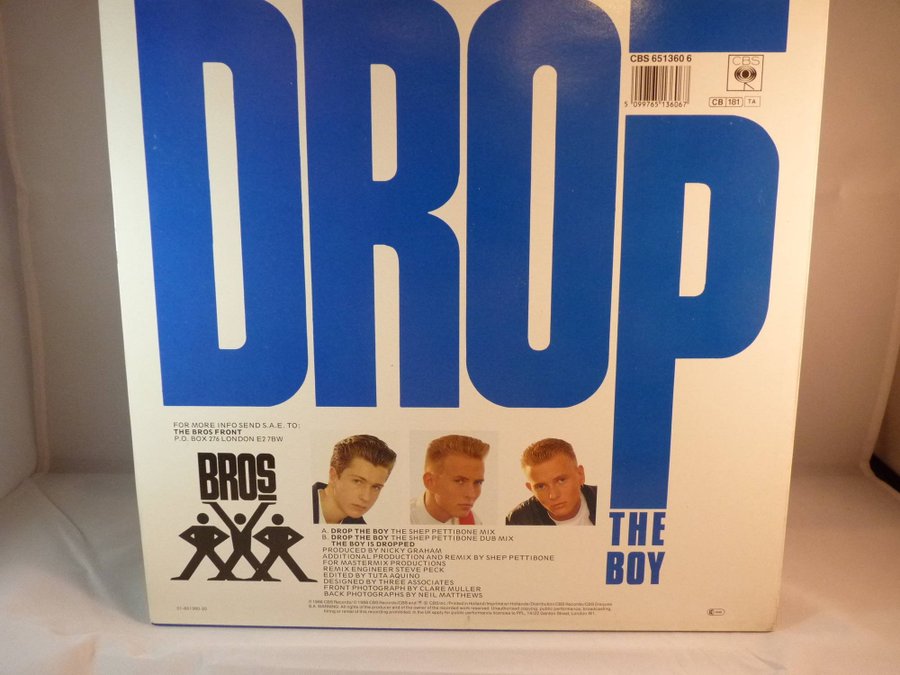 DROP
CBS 651360 6
CBS
5 099765 136067
CB 181 TA
FOR MORE INFO SEND S.A.E. TO:
THE BROS FRONT
P.O. BOX 276 LONDON E2 7BW
BROS
A. DROP THE BOY THE SHEP PETTIBONE MIX
B. DROP THE BOY THE SHEP PETTIBONE DUB MIX
THE BOY IS DROPPED
PRODUCED BY NICKY GRAHAM
ADDITIONAL PRODUCTION AND REMIX BY SHEP PETTIBONE
FOR MASTERMIX PRODUCTIONS
REMIX ENGINEER STEVE PECK
EDITED BY TUTA AQUINO
DESIGNED BY THREE ASSOCIATES
FRONT PHOTOGRAPH BY CLARE MULLER
BACK PHOTOGRAPHS BY NEIL MATTHEWS
THE
BOY